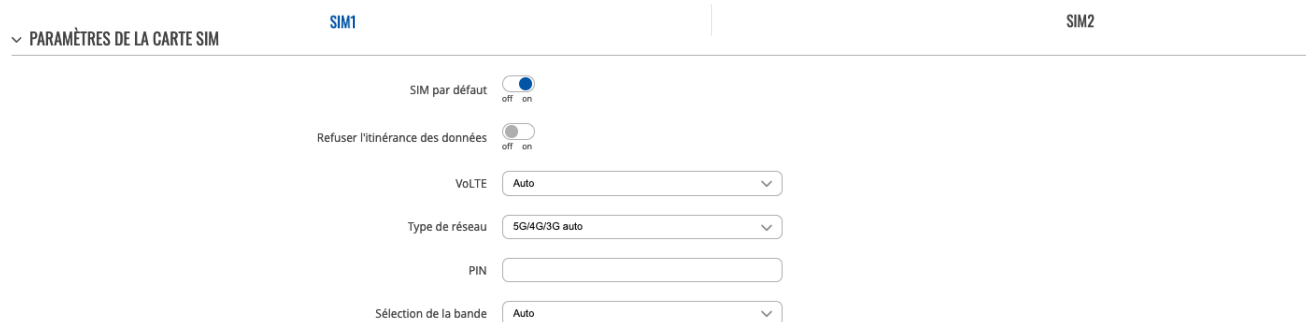 SIM1
SIM2
PARAMÈTRES DE LA CARTE SIM
SIM par défaut
off on
Refuser l'itinérance des données
off on
VoLTE Auto
Type de réseau 5G/4G/3G auto
PIN
Sélection de la bande Auto